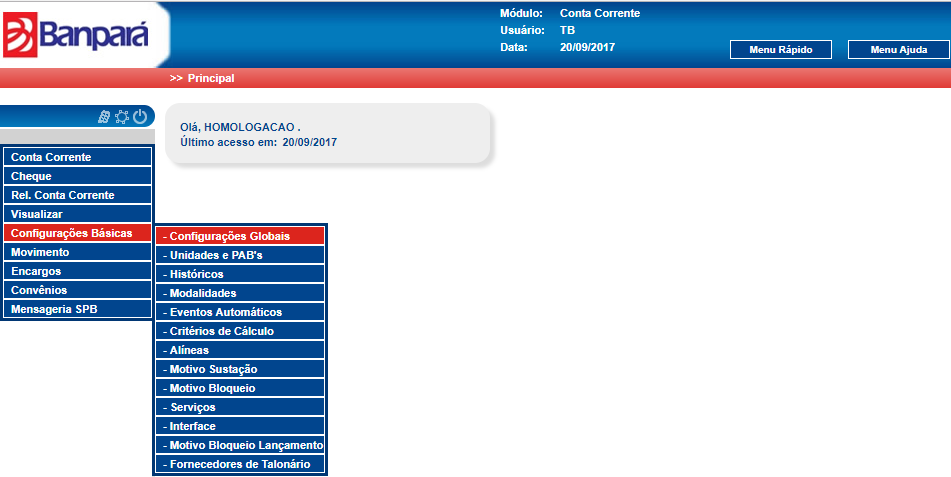 Banpará
Módulo: Conta Corrente
Usuário: TB
Data: 20/09/2017
Menu Rápido
Menu Ajuda
>> Principal
Olá, HOMOLOGACAO .
Último acesso em: 20/09/2017
Conta Corrente
Cheque
Rel. Conta Corrente
Visualizar
Configurações Básicas
Movimento
Encargos
Convênios
Mensageria SPB
- Configurações Globais
- Unidades e PAB's
- Históricos
- Modalidades
- Eventos Automáticos
- Critérios de Cálculo
- Alíneas
- Motivo Sustação
- Motivo Bloqueio
- Serviços
- Interface
- Motivo Bloqueio Lançamento
- Fornecedores de Talonário